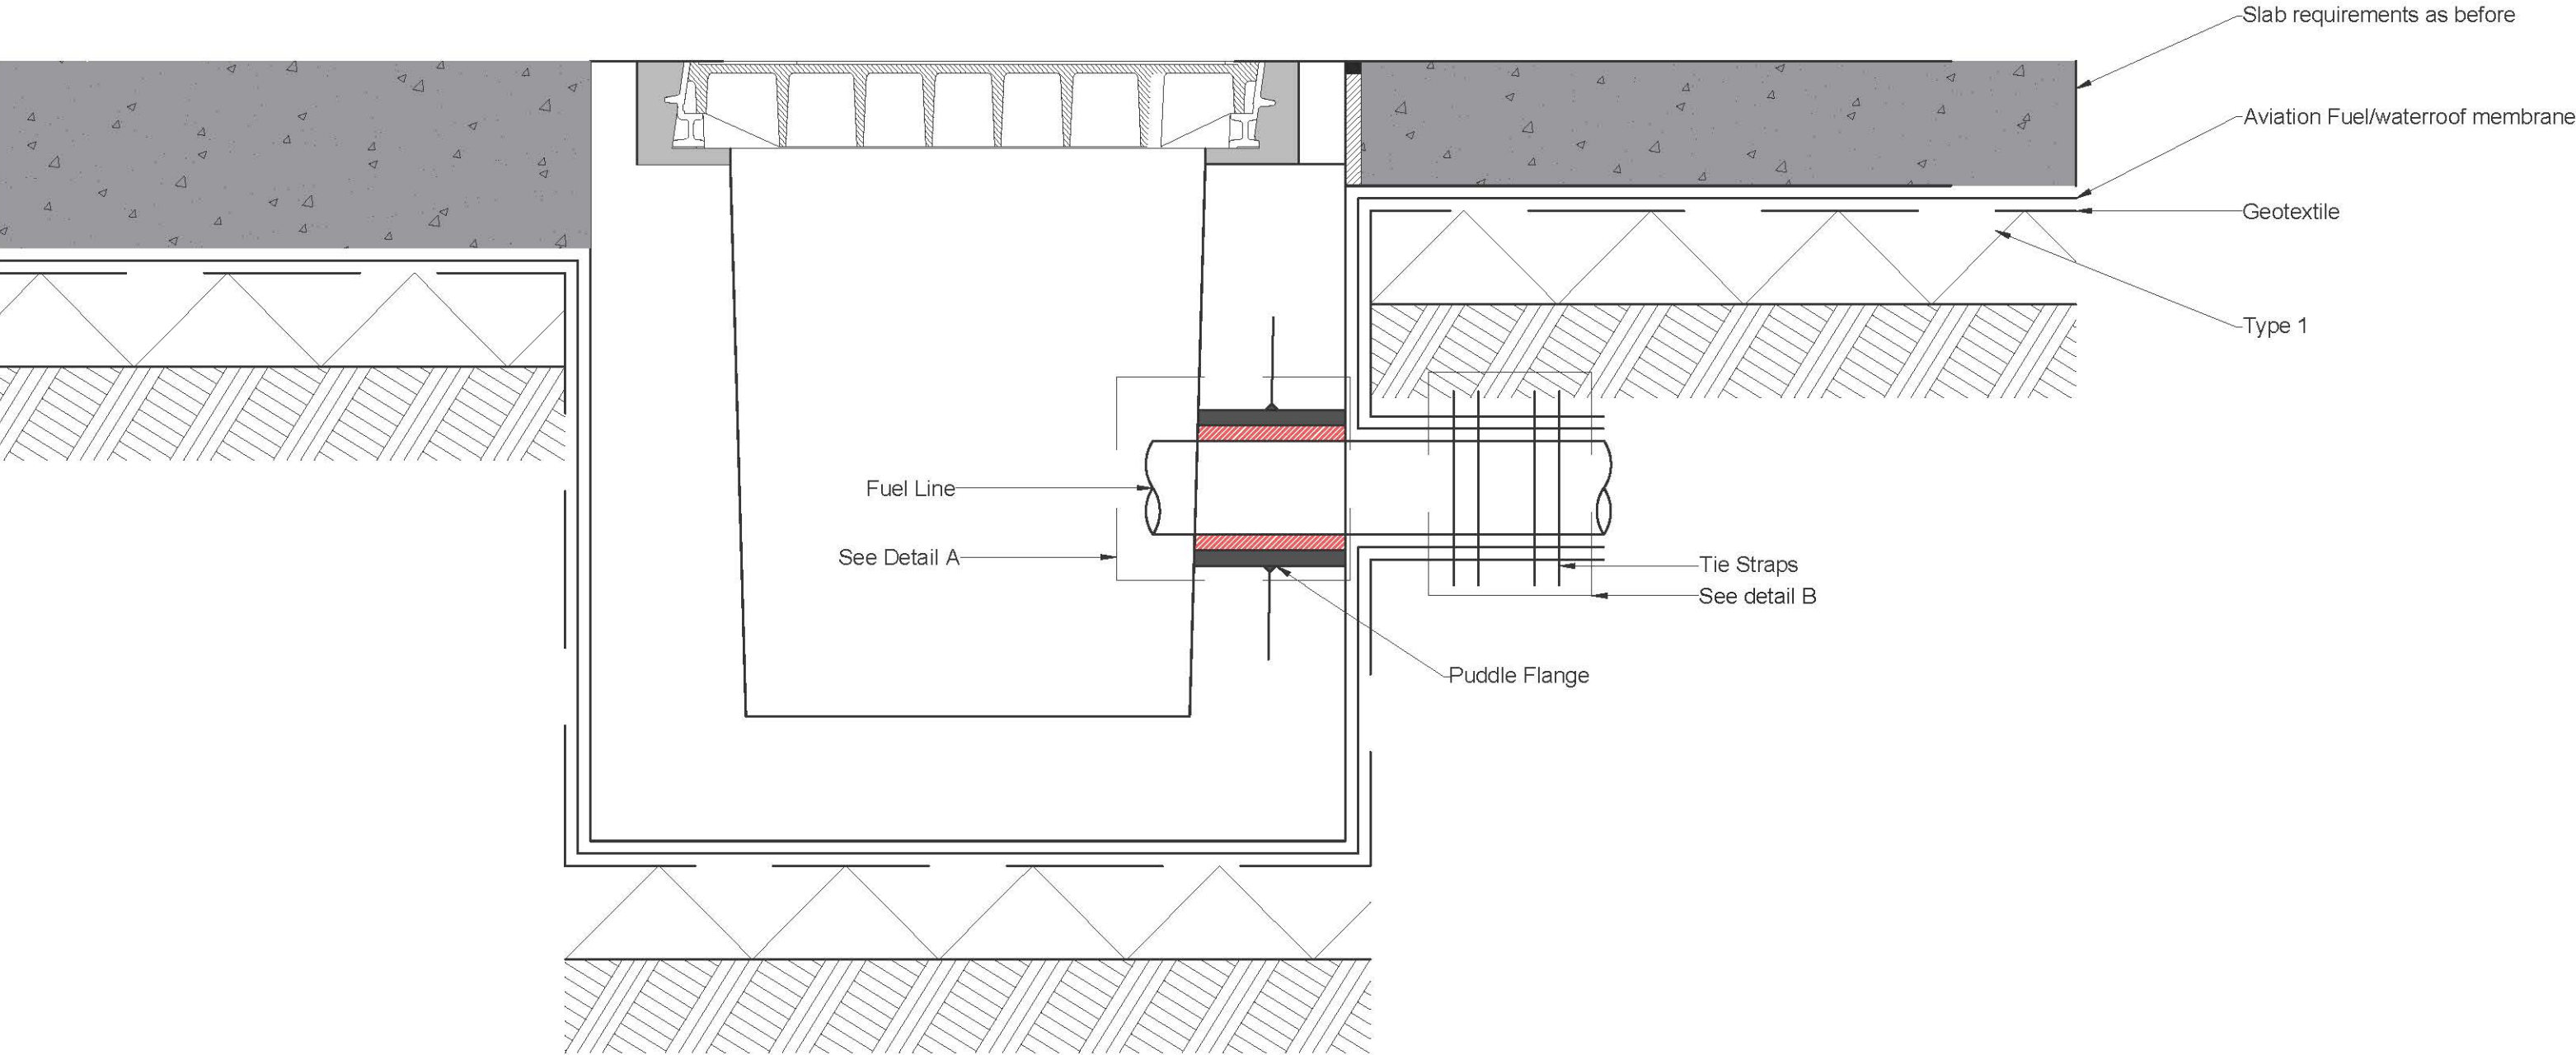 Slab requirements as before
Aviation Fuel/waterroof membrane
Geotextile
Type 1
Fuel Line
See Detail A
Tie Straps
See detail B
Puddle Flange